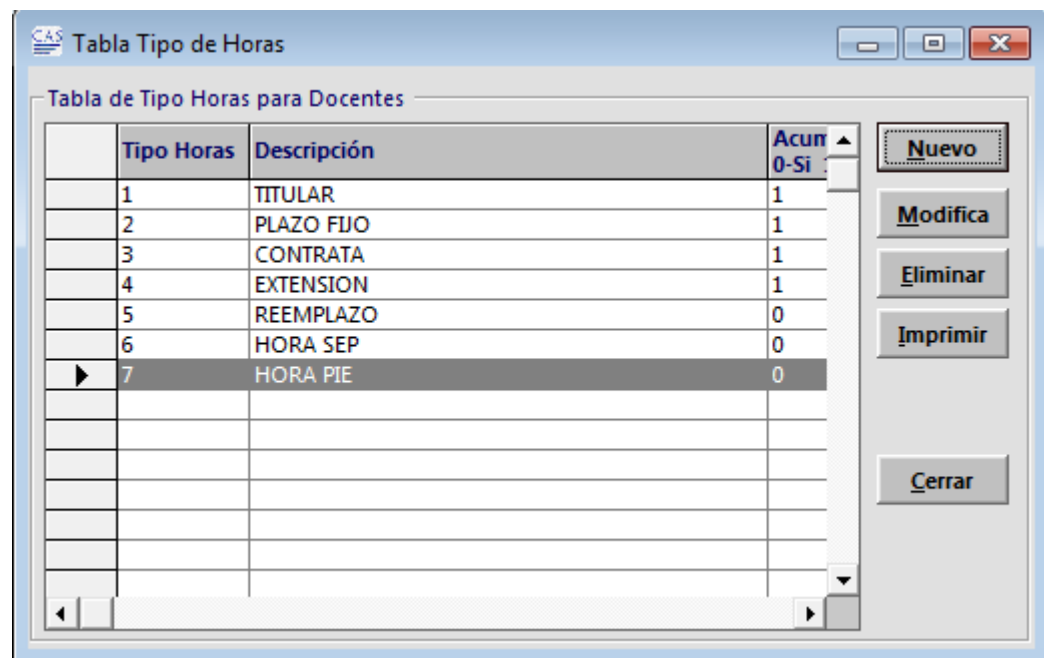 CAS Tabla Tipo de Horas
Tabla de Tipo Horas para Docentes
Tipo Horas Descripción Acum
0-Si
1 TITULAR 1
2 PLAZO FIJO 1
3 CONTRATA 1
4 EXTENSION 1
5 REEMPLAZO 0
6 HORA SEP 0
7 HORA PIE 0
Nuevo
Modifica
Eliminar
Imprimir
Cerrar